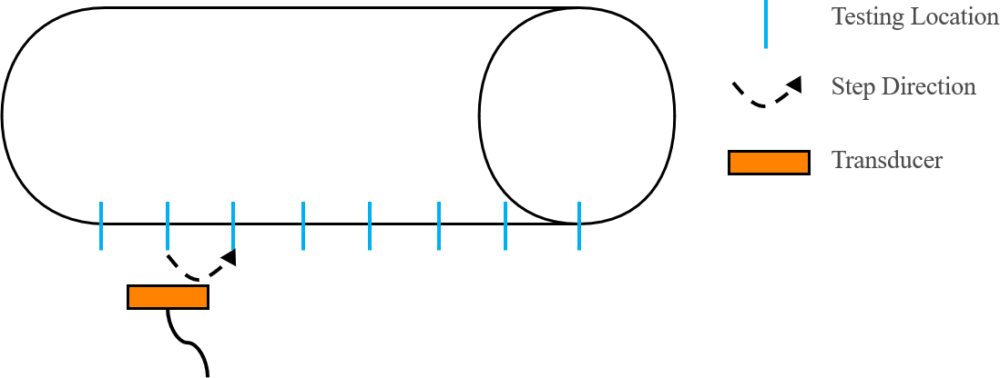 Testing Location
Step Direction
Transducer